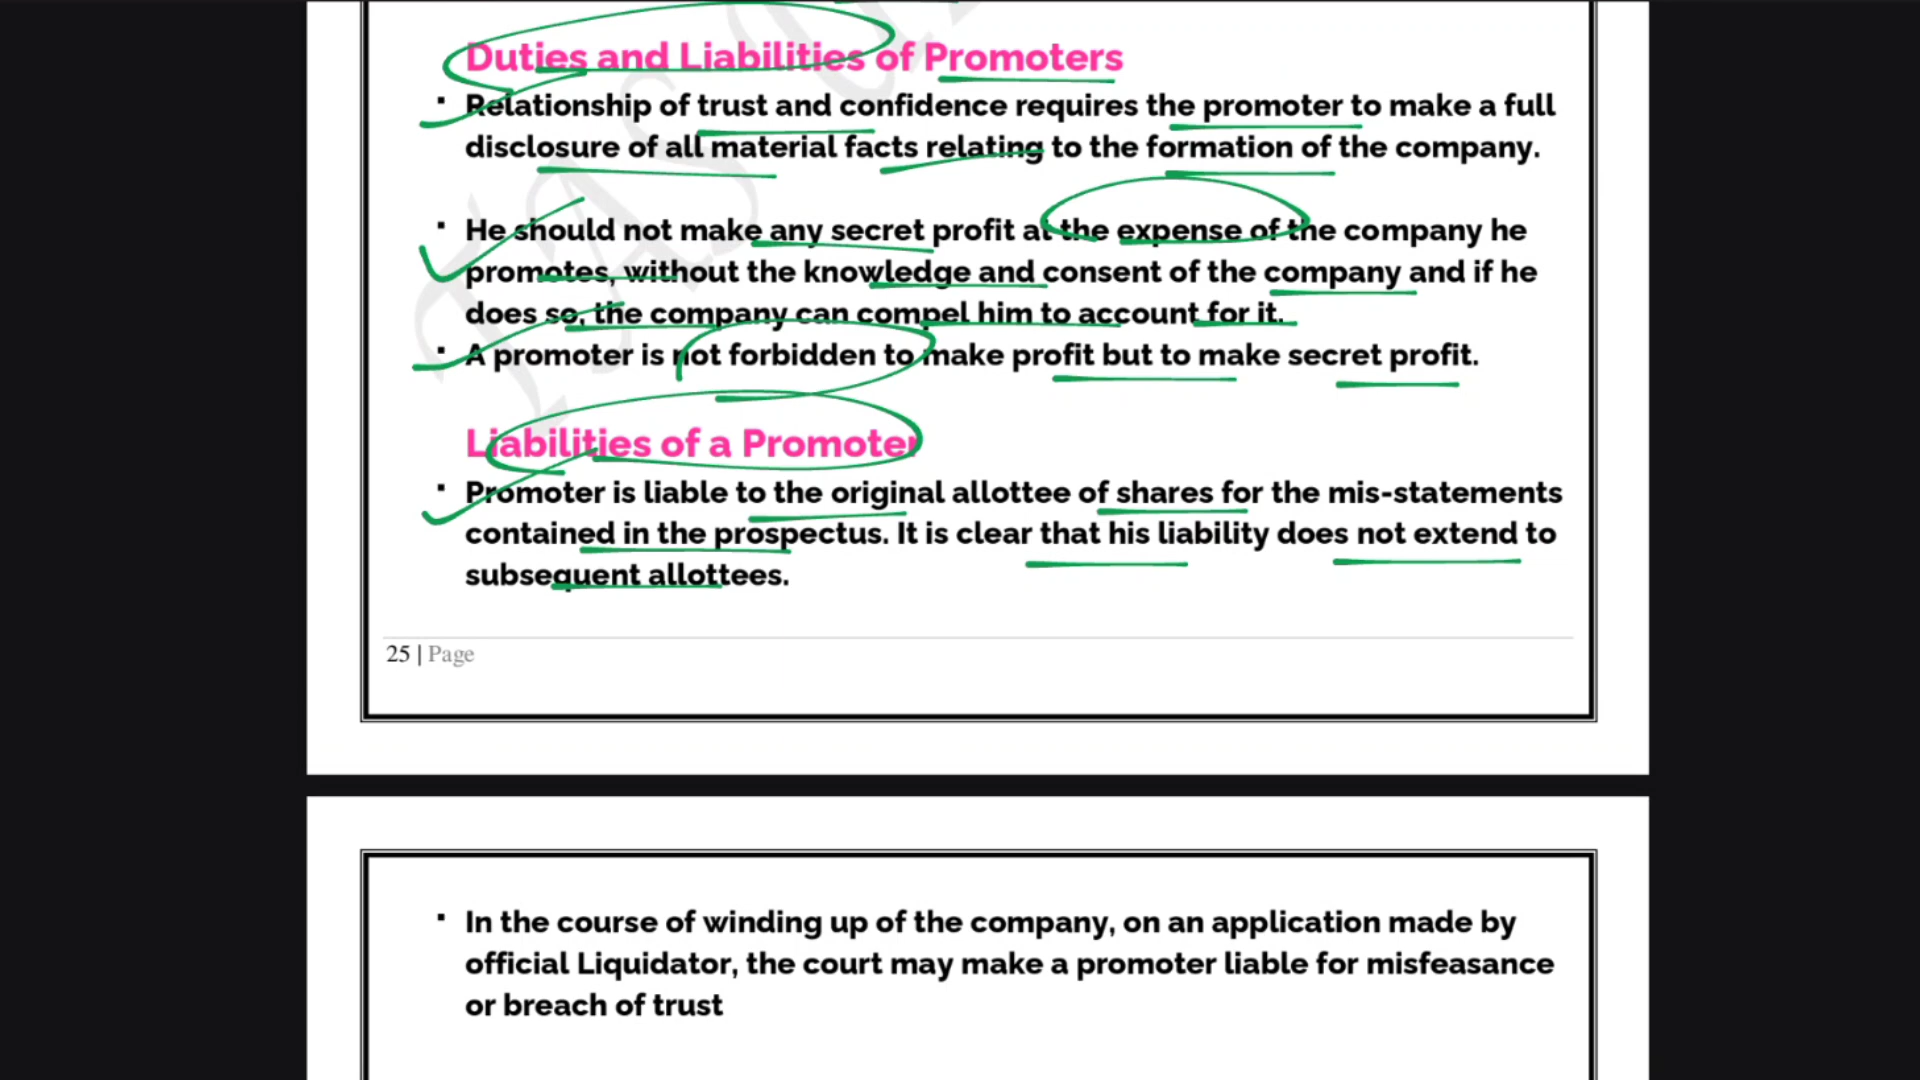 Duties and Liabilities of Promoters
▪ Relationship of trust and confidence requires the promoter to make a full
disclosure of all material facts relating to the formation of the company.
▪ He should not make any secret profit at the expense of the company he
promotes, without the knowledge and consent of the company and if he
does so, the company can compel him to account for it.
▪ A promoter is not forbidden to make profit but to make secret profit.
Liabilities of a Promoter
▪ Promoter is liable to the original allottee of shares for the mis-statements
contained in the prospectus. It is clear that his liability does not extend to
subsequent allottees.
25 | Page
▪ In the course of winding up of the company, on an application made by
official Liquidator, the court may make a promoter liable for misfeasance
or breach of trust